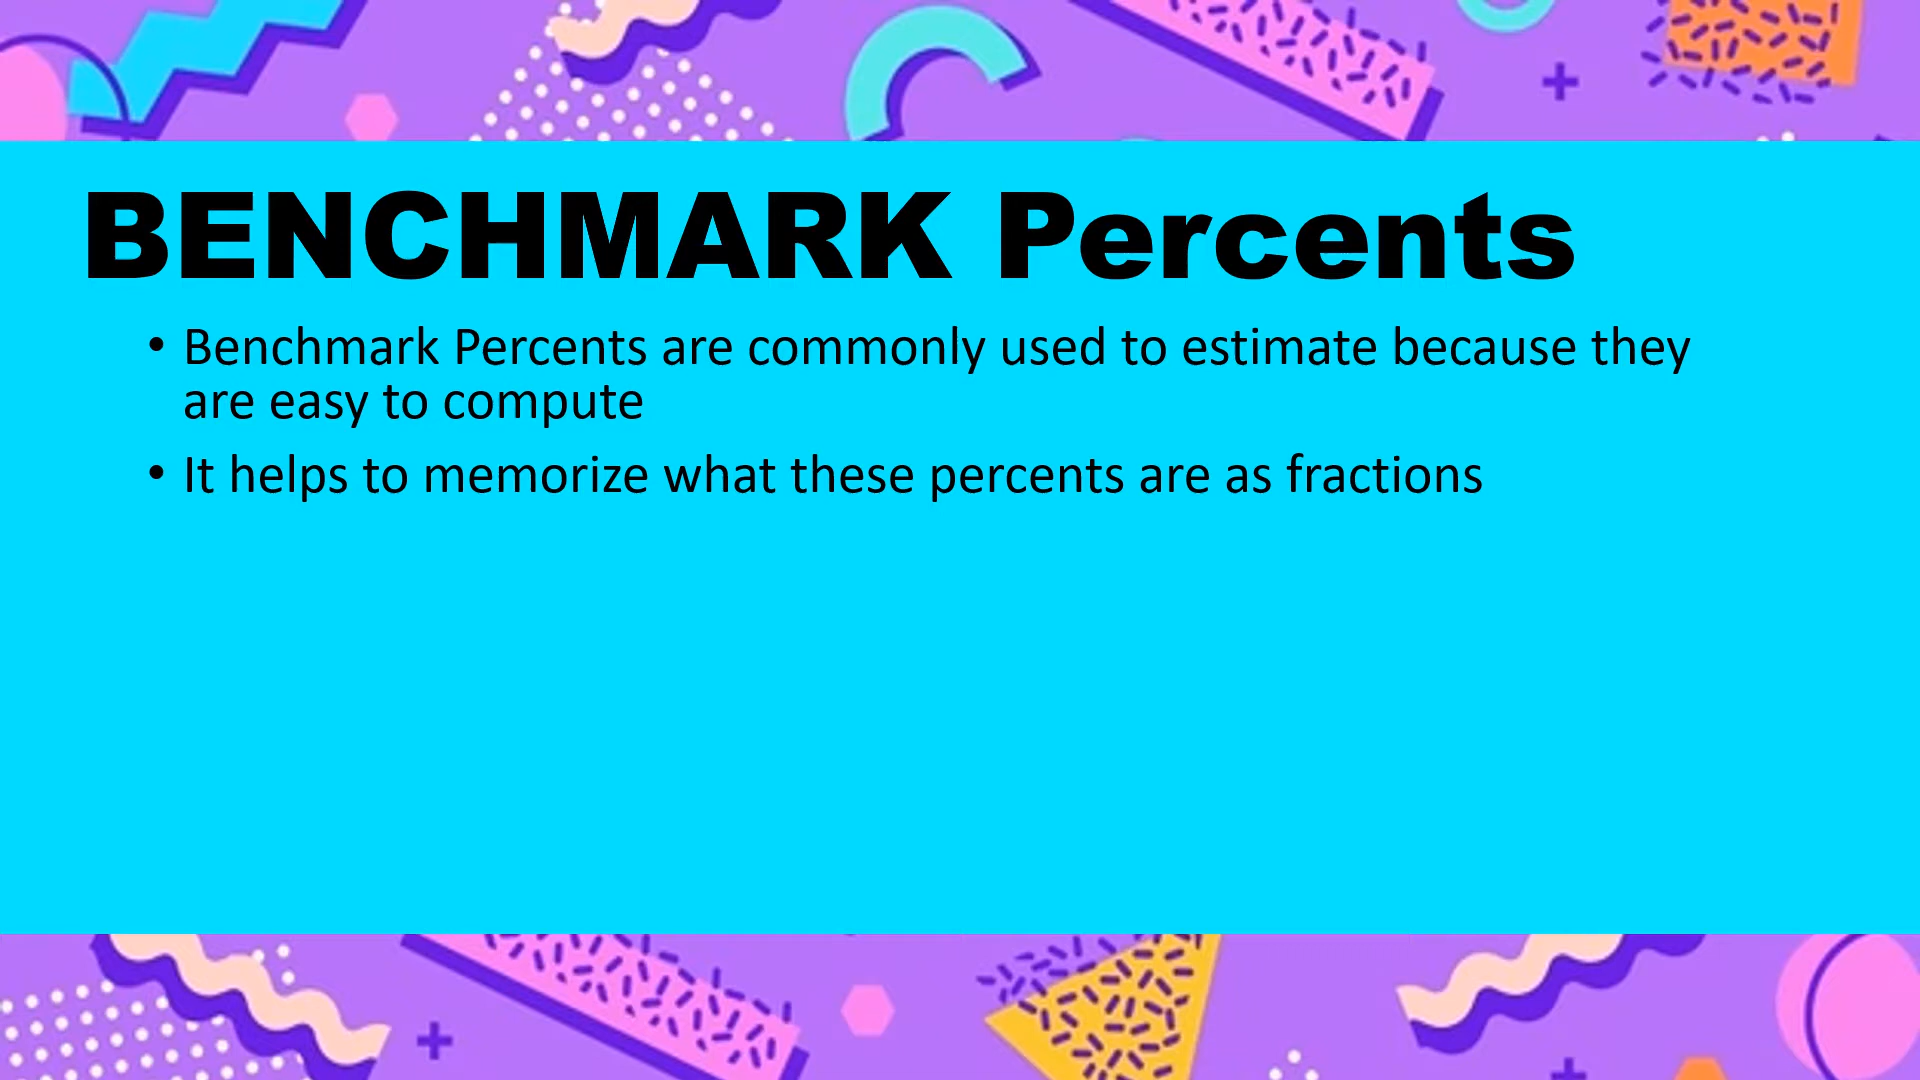 BENCHMARK Percents
• Benchmark Percents are commonly used to estimate because they
are easy to compute
• It helps to memorize what these percents are as fractions